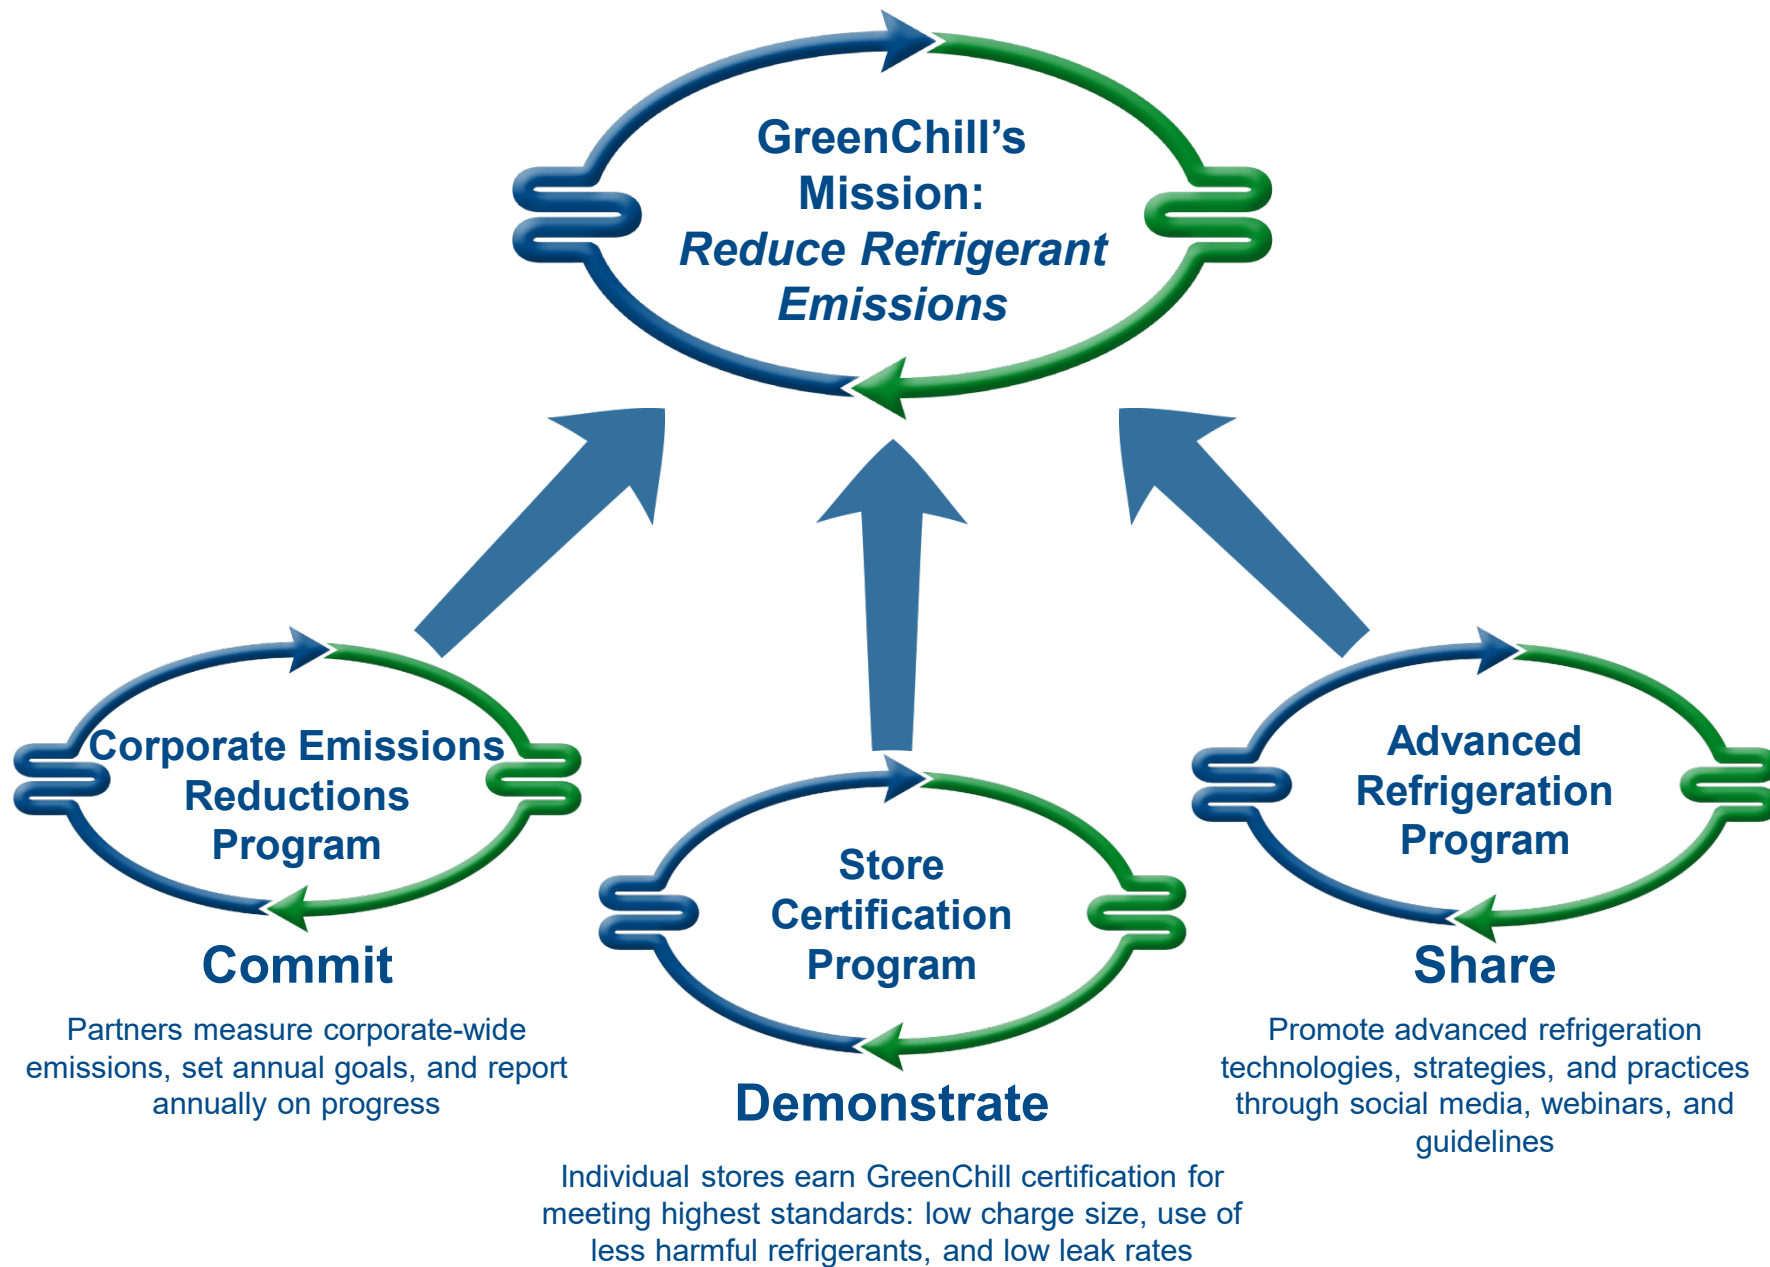 GreenChill’s
Mission:
Reduce Refrigerant
Emissions
Corporate Emissions
Reductions
Program
Commit
Partners measure corporate-wide
emissions, set annual goals, and report
annually on progress
Store
Certification
Program
Demonstrate
Individual stores earn GreenChill certification for
meeting highest standards: low charge size, use of
less harmful refrigerants, and low leak rates
Advanced
Refrigeration
Program
Share
Promote advanced refrigeration
technologies, strategies, and practices
through social media, webinars, and
guidelines